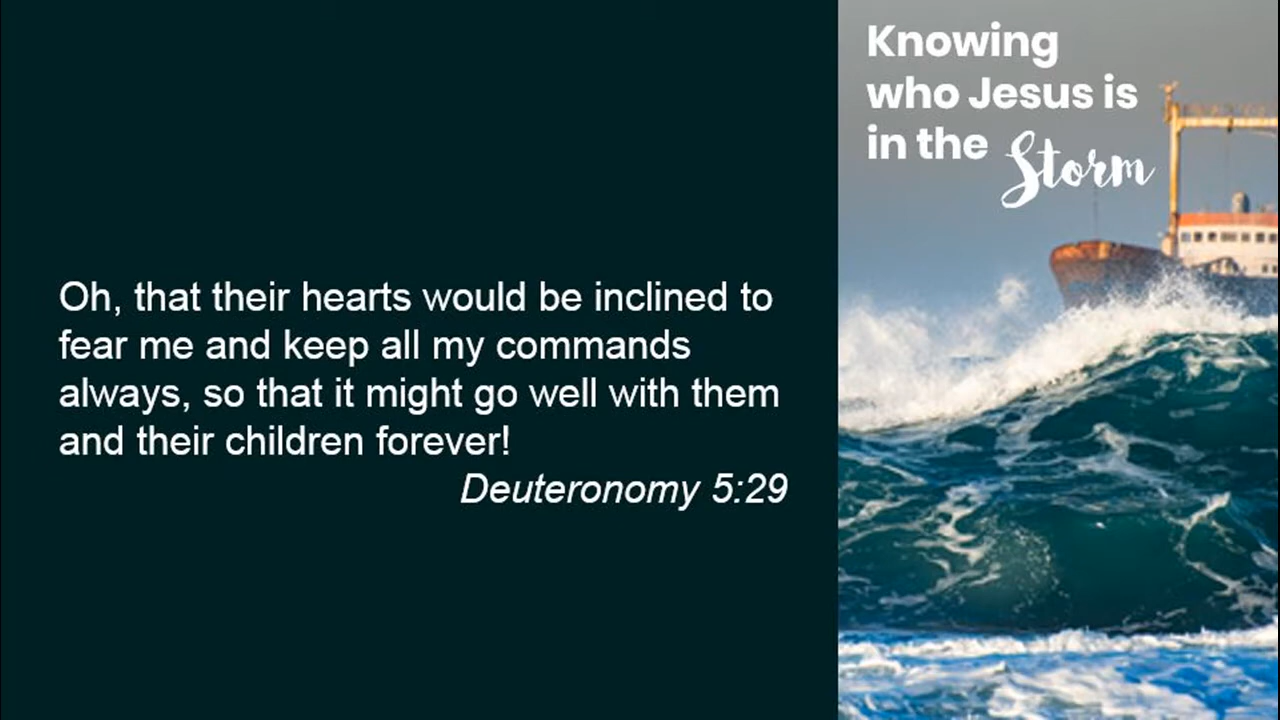 Oh, that their hearts would be inclined to
fear me and keep all my commands
always, so that it might go well with them
and their children forever!
Deuteronomy 5:29
Knowing
who Jesus is
in the Storm